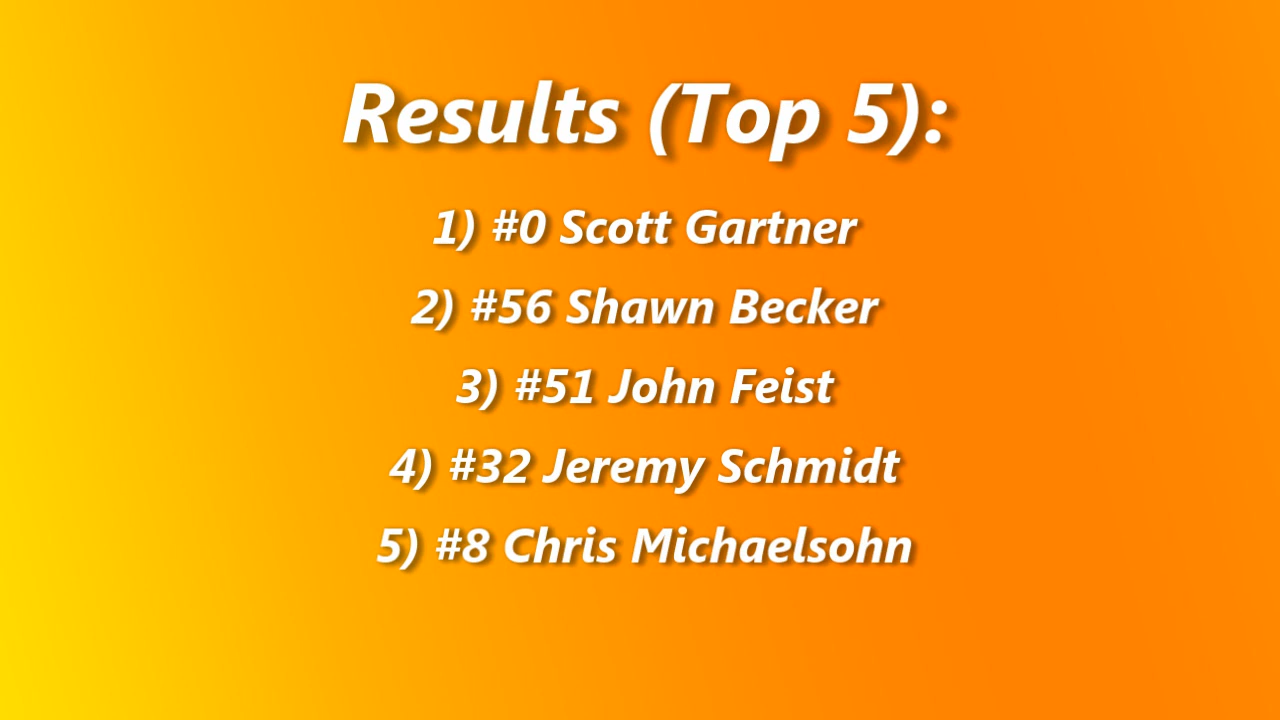 Results (Top 5):
1) #0 Scott Gartner
2) #56 Shawn Becker
3) #51 John Feist
4) #32 Jeremy Schmidt
5) #8 Chris Michaelsohn